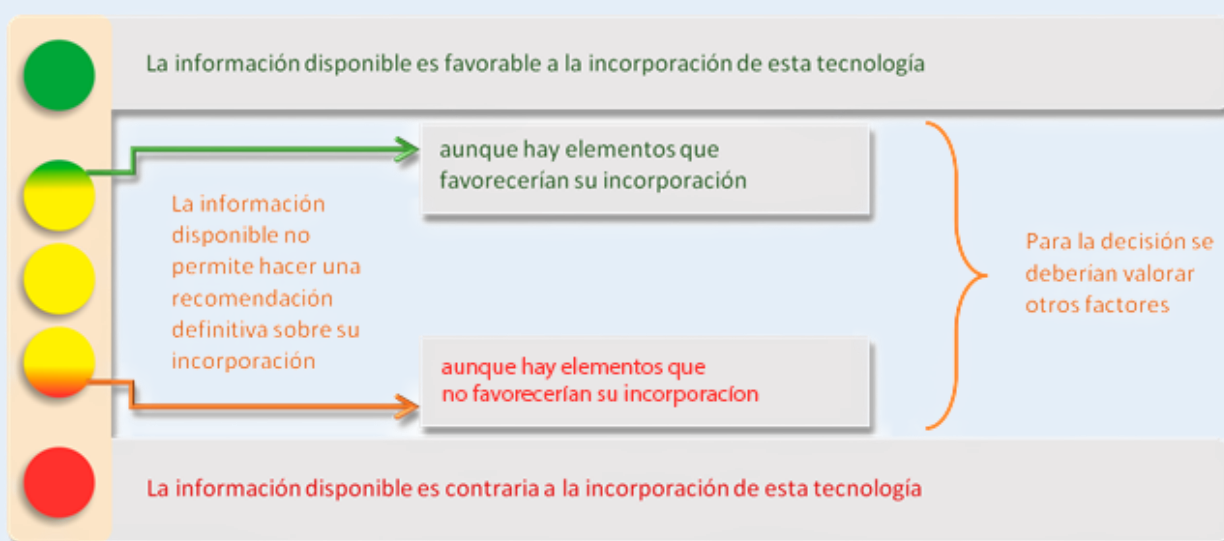 La información disponible es favorable a la incorporación de esta tecnología
aunque hay elementos que
favorecerían su incorporación
La información
disponible no
permite hacer una
recomendación
definitiva sobre su
incorporación
Para la decisión se
deberían valorar
otros factores
aunque hay elementos que
no favorecerían su incorporacíon
La información disponible es contraria a la incorporación de esta tecnología